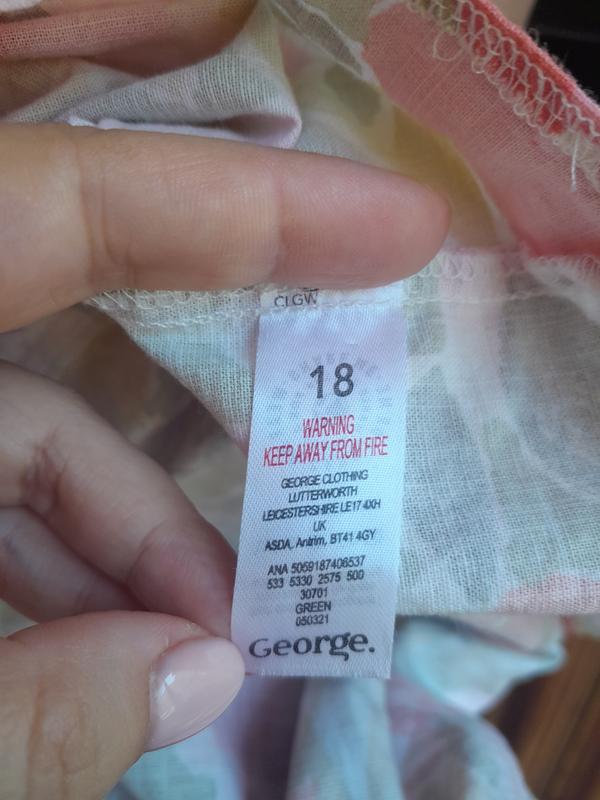 CLGW
18
WARNING
KEEP AWAY FROM FIRE
GEORGE CLOTHING
LUTTERWORTH
LEICESTERSHIRE LE17 4XH
UK
ASDA, Antrim, BT41 4GY
ANA 5059187406537
533 5330 2575 500
30701
GREEN
050321
George.